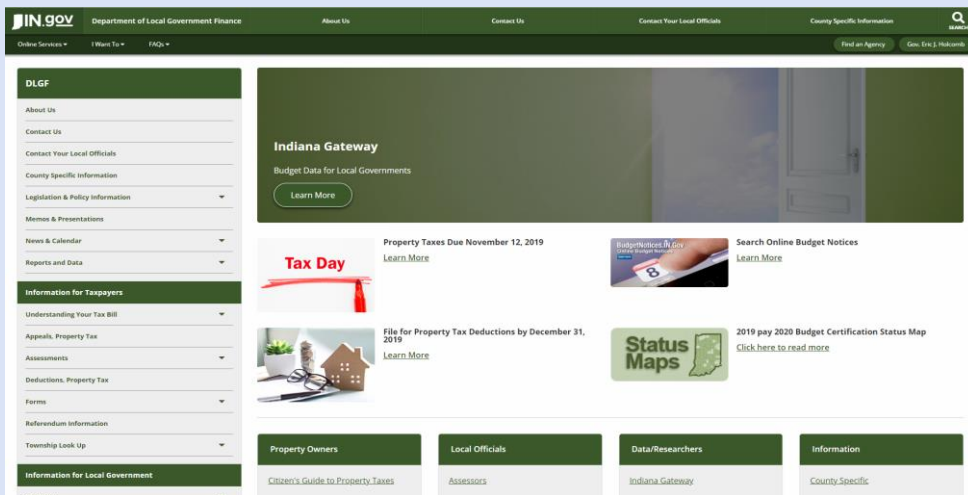 IN.gov
Department of Local Government Finance
About Us
Contact Us
Contact Your Local Officials
County Specific Information
SEARCH
Online Services
I Want To
FAQs
Find an Agency
Gov. Eric J. Holcomb
DLGF
About Us
Contact Us
Contact Your Local Officials
County Specific Information
Legislation & Policy Information
Memos & Presentations
News & Calendar
Reports and Data
Information for Taxpayers
Understanding Your Tax Bill
Appeals, Property Tax
Assessments
Deductions, Property Tax
Forms
Referendum Information
Township Look Up
Information for Local Government
Indiana Gateway
Budget Data for Local Governments
Learn More
Tax Day
Property Taxes Due November 12, 2019
Learn More
BudgetNotices.IN.Gov
Online Budget Notices
8
Search Online Budget Notices
Learn More
File for Property Tax Deductions by December 31,
2019
Learn More
Status
Maps
2019 pay 2020 Budget Certification Status Map
Click here to read more
Property Owners
Citizen's Guide to Property Taxes
Local Officials
Assessors
Data/Researchers
Indiana Gateway
Information
County Specific